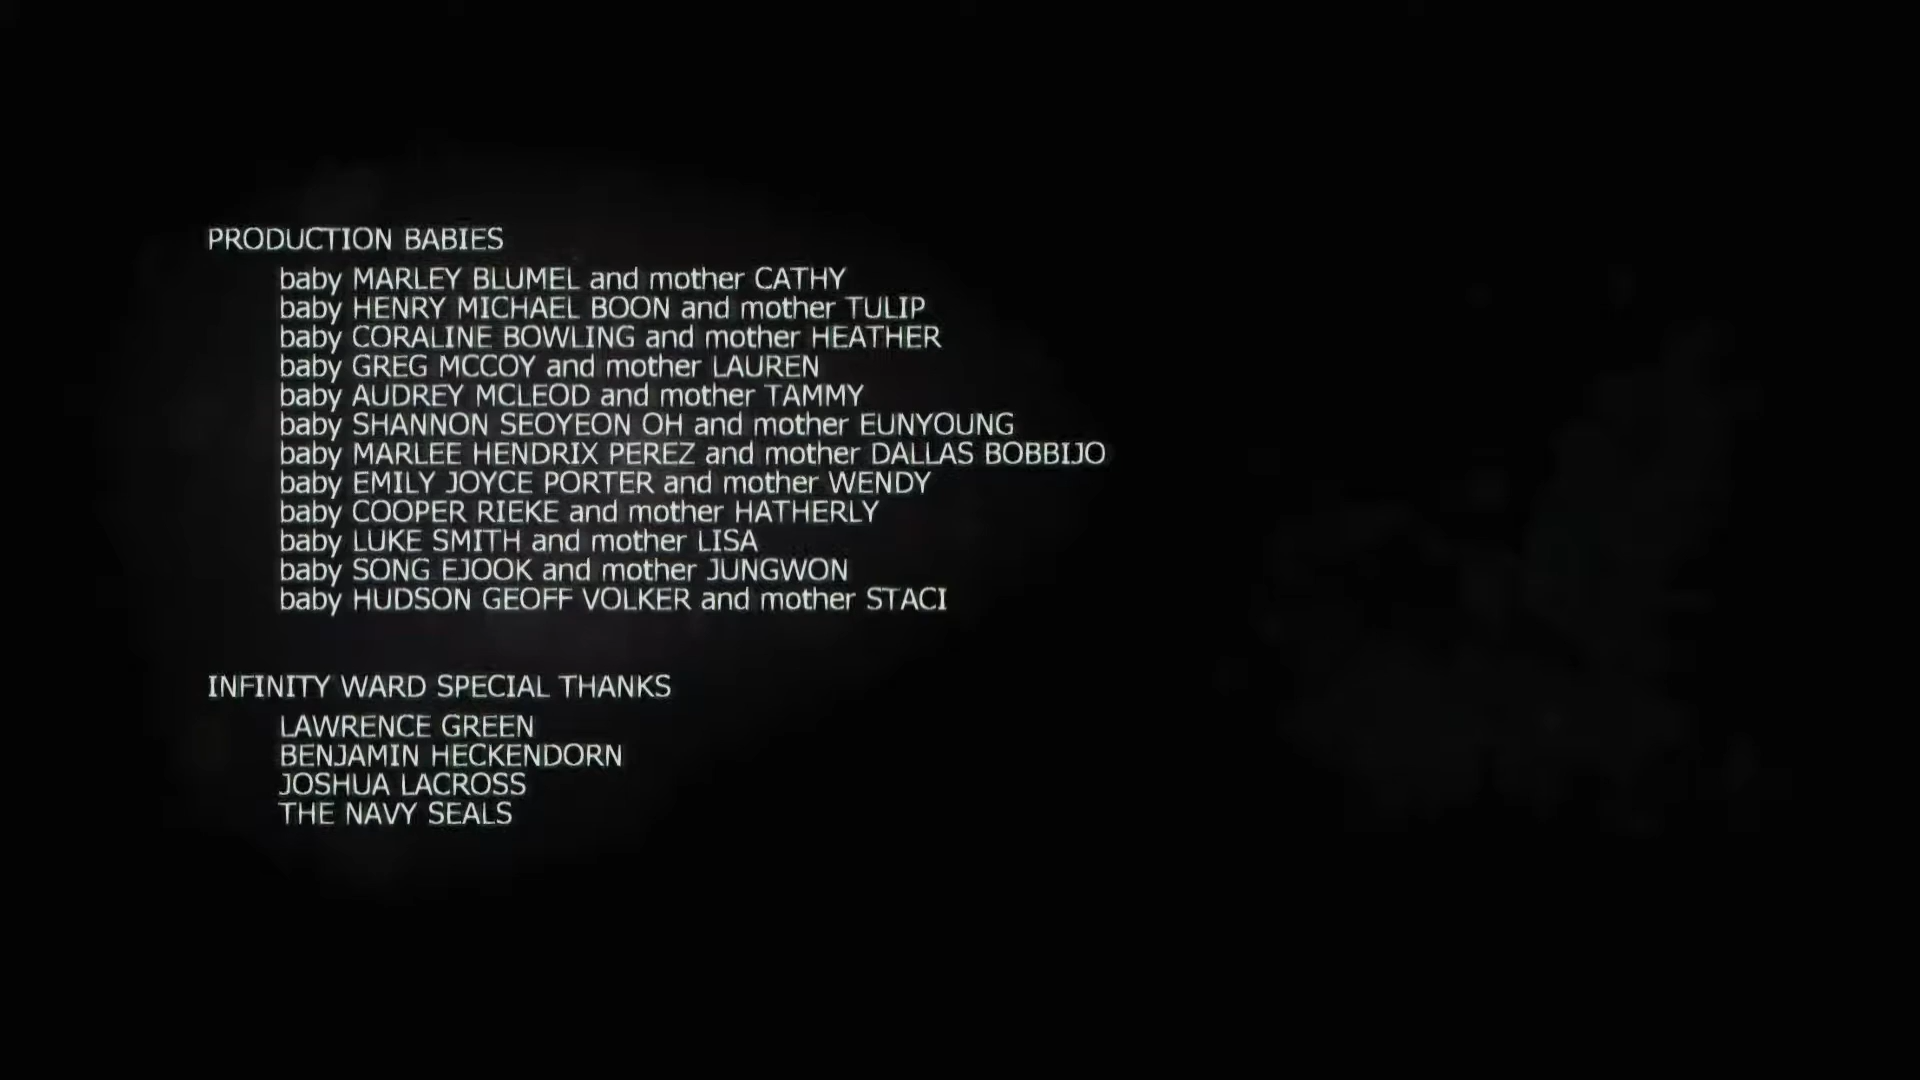 PRODUCTION BABIES
baby MARLEY BLUMEL and mother CATHY
baby HENRY MICHAEL BOON and mother TULIP
baby CORALINE BOWLING and mother HEATHER
baby GREG MCCOY and mother LAUREN
baby AUDREY MCLEOD and mother TAMMY
baby SHANNON SEOYEON OH and mother EUNYOUNG
baby MARLEE HENDRIX PEREZ and mother DALLAS BOBBIJO
baby EMILY JOYCE PORTER and mother WENDY
baby COOPER RIEKE and mother HATHERLY
baby LUKE SMITH and mother LISA
baby SONG EJOOK and mother JUNGWON
baby HUDSON GEOFF VOLKER and mother STACI
INFINITY WARD SPECIAL THANKS
LAWRENCE GREEN
BENJAMIN HECKENDORN
JOSHUA LACROSS
THE NAVY SEALS